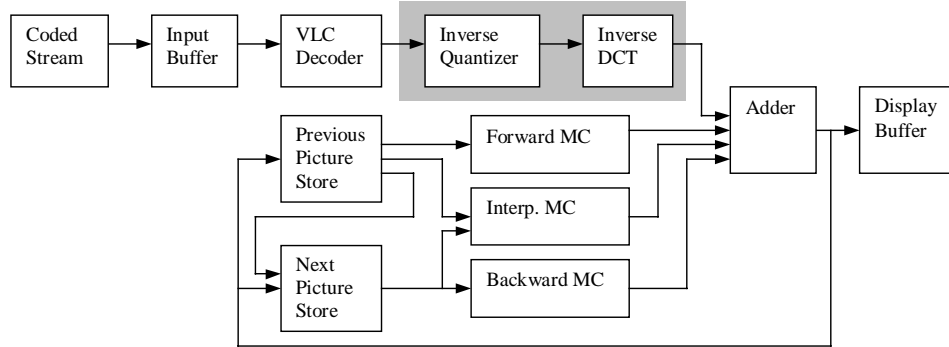 Coded
Stream
Input
Buffer
VLC
Decoder
Inverse
Quantizer
Inverse
DCT
Adder
Display
Buffer
Previous
Picture
Store
Forward MC
Interp. MC
Next
Picture
Store
Backward MC